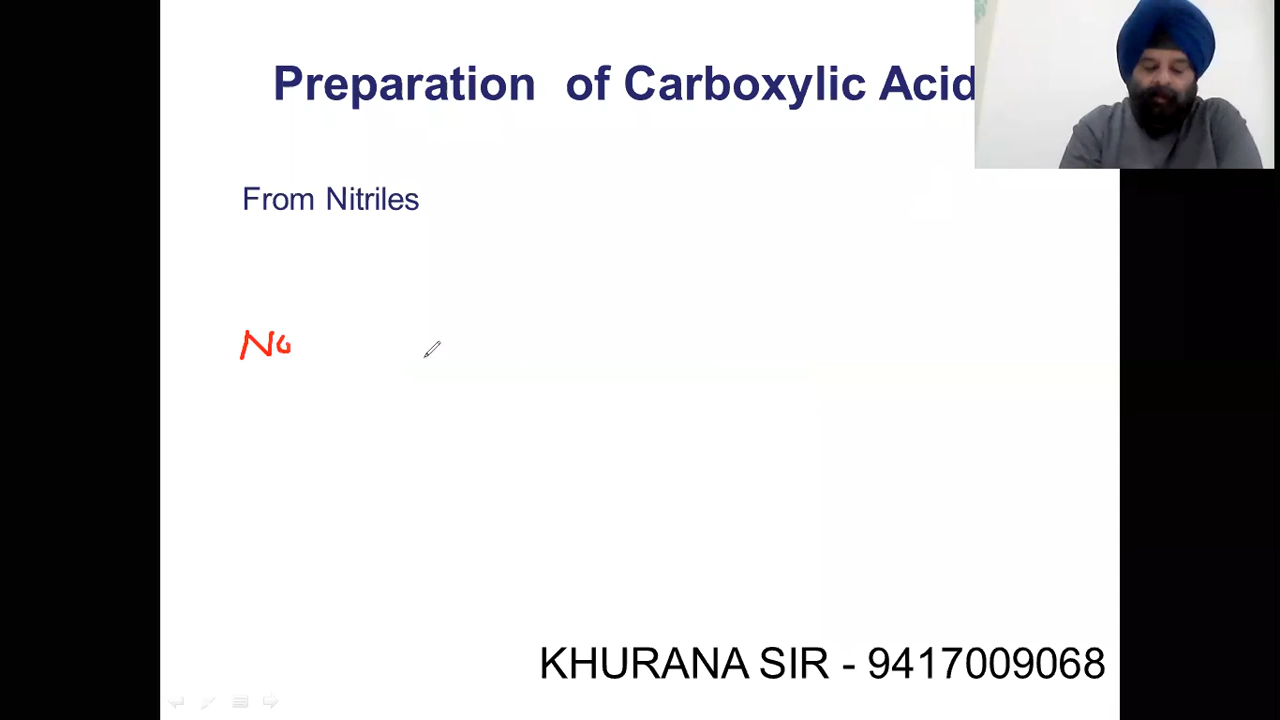 Preparation of Carboxylic Acid
From Nitriles
No
KHURANA SIR - 9417009068